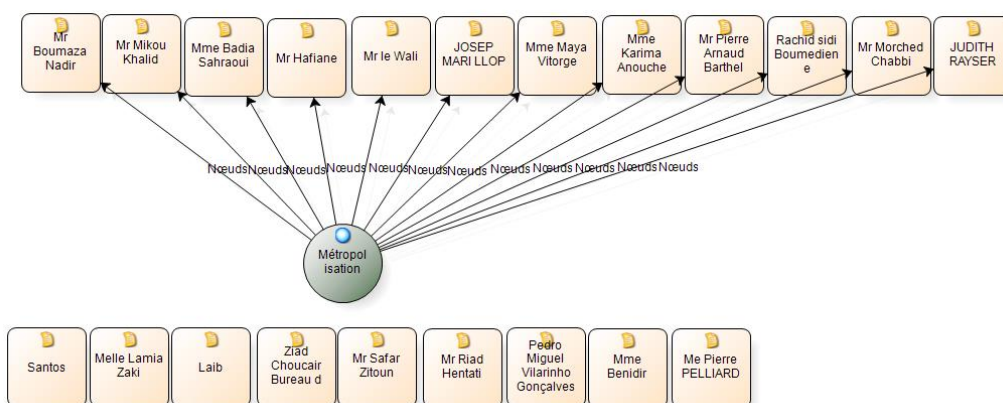 Mr
Boumaza
Nadir
Mr Mikou
Khalid
Mme Badia
Sahraoui
Mr Hafiane
Mr le Wali
JOSEP
MARI LLOP
Mme Maya
Vitorge
Mme
Karima
Anouche
Mr Pierre
Arnaud
Barthel
Rachid sidi
Boumedien
e
Mr Morched
Chabbi
JUDITH
RAYSER
Nœuds Nœuds Nœuds Nœuds Nœuds Nœuds Nœuds Nœuds Nœuds Nœuds Nœuds Nœuds
Métropol
isation
Santos
Melle Lamia
Zaki
Laib
Ziad
Choucair
Bureau d
Mr Safar
Zitoun
Mr Riad
Hentati
Pedro
Miguel
Vilarinho
Gonçalves
Mme
Benidir
Me Pierre
PELLIARD